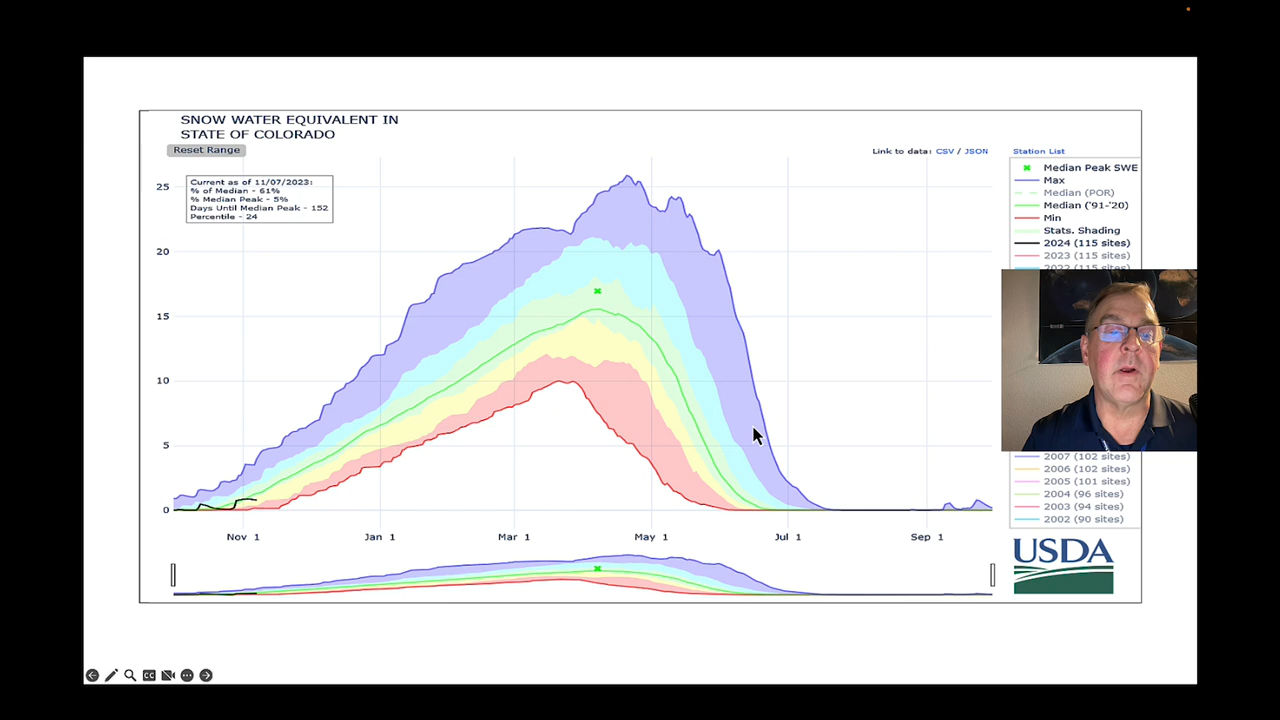 SNOW WATER EQUIVALENT IN
STATE OF COLORADO
Reset Range
Link to data: CSV / JSON
Station List
Current as of 11/07/2023:
% of Median - 61%
% Median Peak - 5%
Days Until Median Peak - 152
Percentile - 24
25
20
15
10
5
0
Nov 1
Jan 1
Mar 1
May 1
Jul 1
Sep 1
Median Peak SWE
Max
Median (POR)
Median ('91-'20)
Min
Stats. Shading
2024 (115 sites)
2023 (115 sites)
2022 (115 sites)
2007 (102 sites)
2006 (102 sites)
2005 (101 sites)
2004 (96 sites)
2003 (94 sites)
2002 (90 sites)
USDA
CC